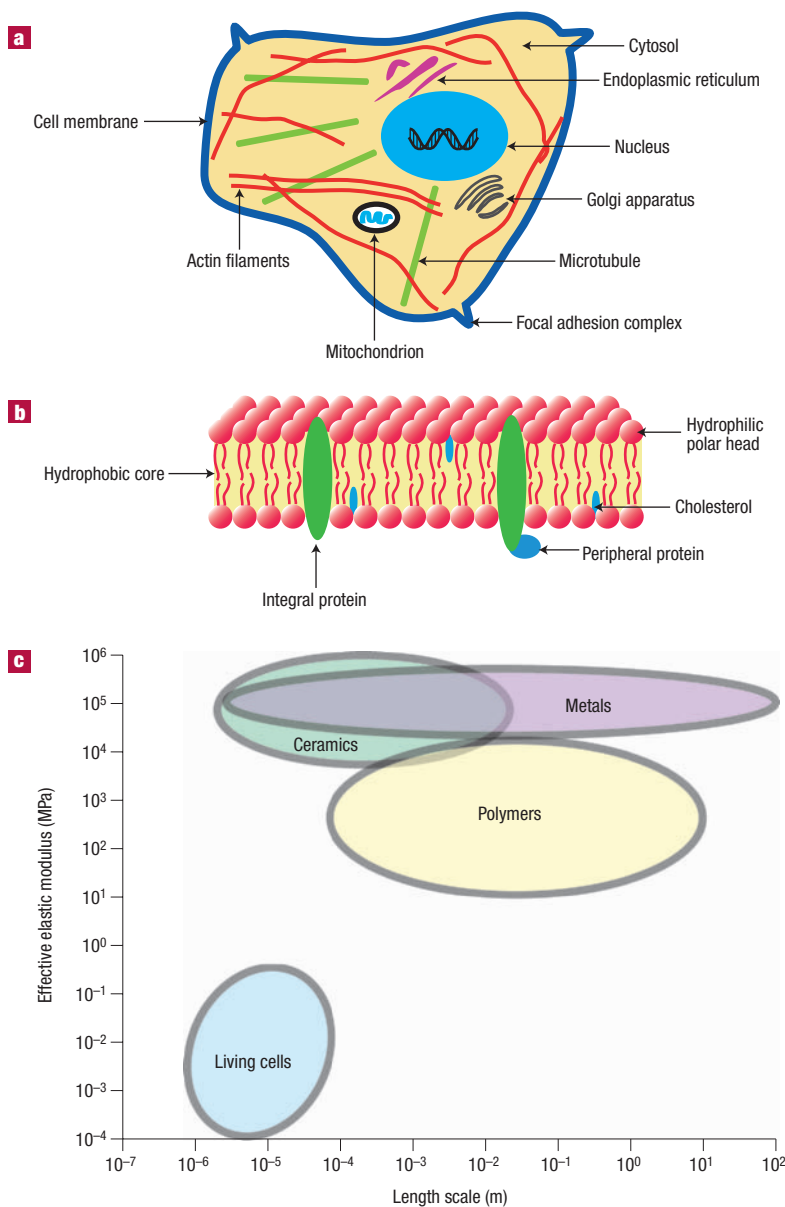 a
Cytosol
Endoplasmic reticulum
Cell membrane
Nucleus
Golgi apparatus
Actin filaments
Microtubule
Focal adhesion complex
Mitochondrion
b
Hydrophilic
polar head
Hydrophobic core
Cholesterol
Peripheral protein
Integral protein
c
10⁶
10⁵
10⁴
10³
10²
10¹
10⁰
10⁻¹
10⁻²
10⁻³
10⁻⁴
Effective elastic modulus (MPa)
Metals
Ceramics
Polymers
Living cells
10⁻⁷ 10⁻⁶ 10⁻⁵ 10⁻⁴ 10⁻³ 10⁻² 10⁻¹ 10⁰ 10¹ 10²
Length scale (m)